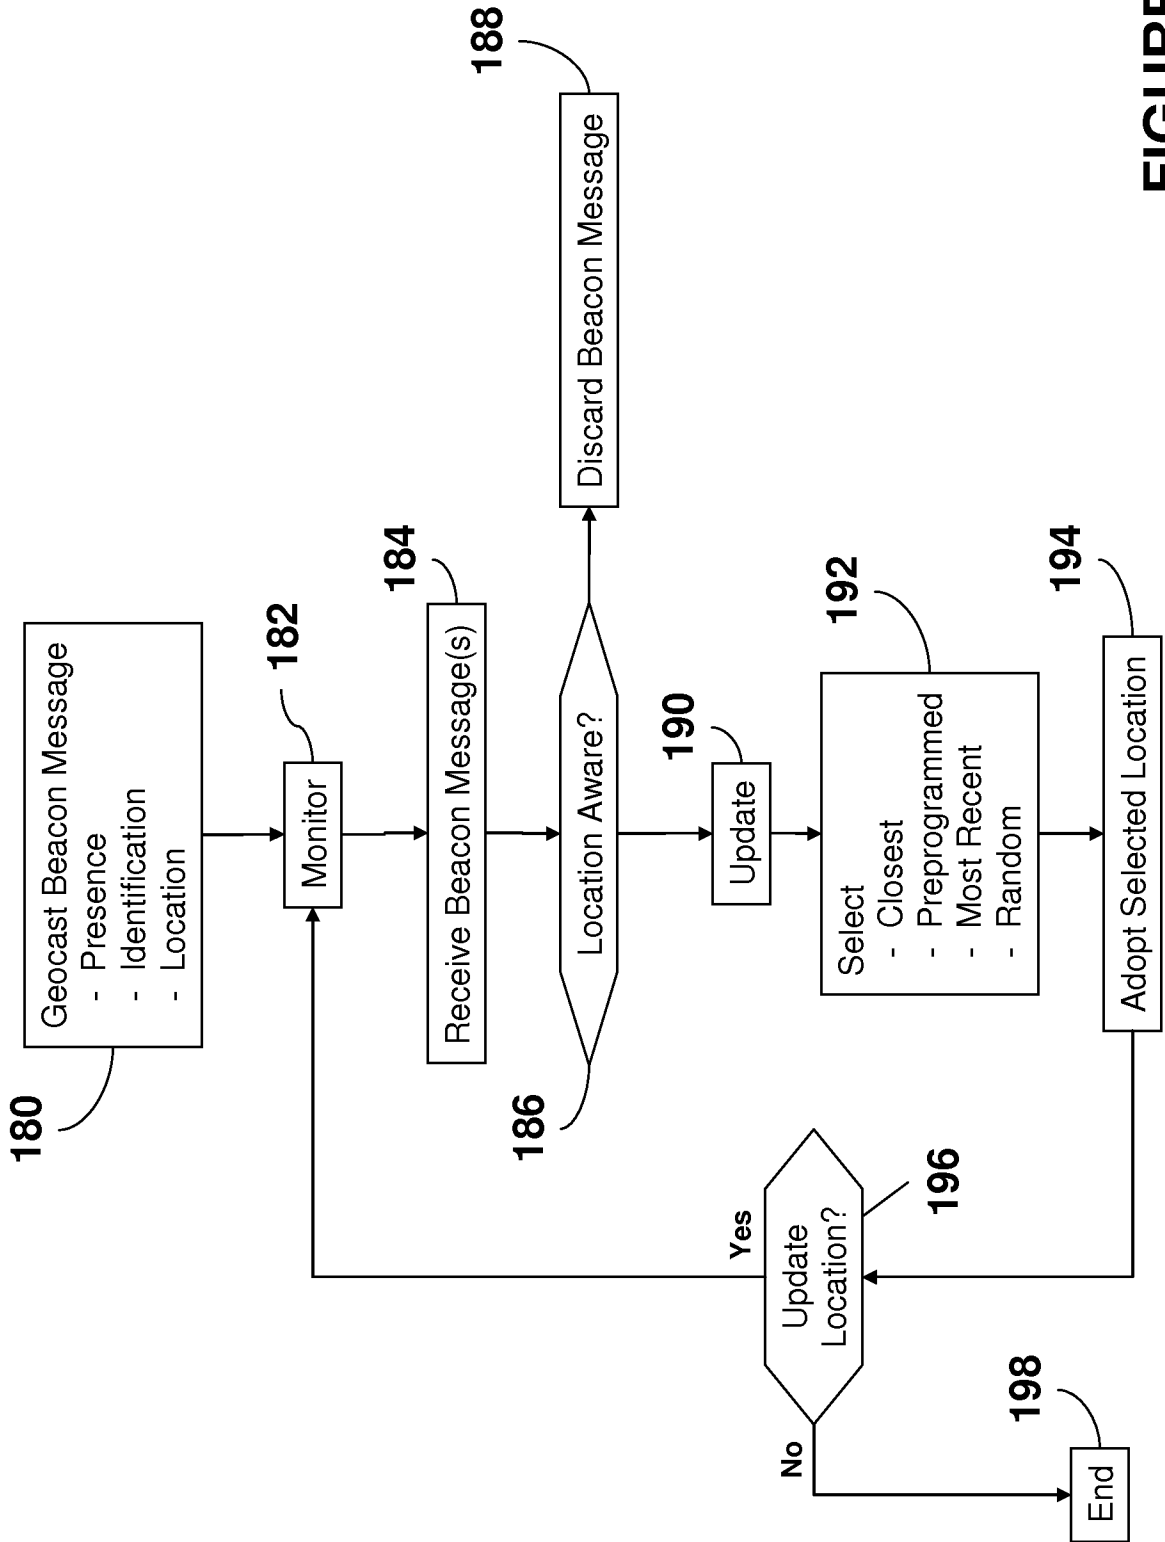 180
Geocast Beacon Message
- Presence
- Identification
- Location
182
Monitor
184
Receive Beacon Message(s)
186
Location Aware?
188
Discard Beacon Message
190
Update
192
Select
- Closest
- Preprogrammed
- Most Recent
- Random
194
Adopt Selected Location
196
Update
Location?
Yes
No
198
End
FIGURE